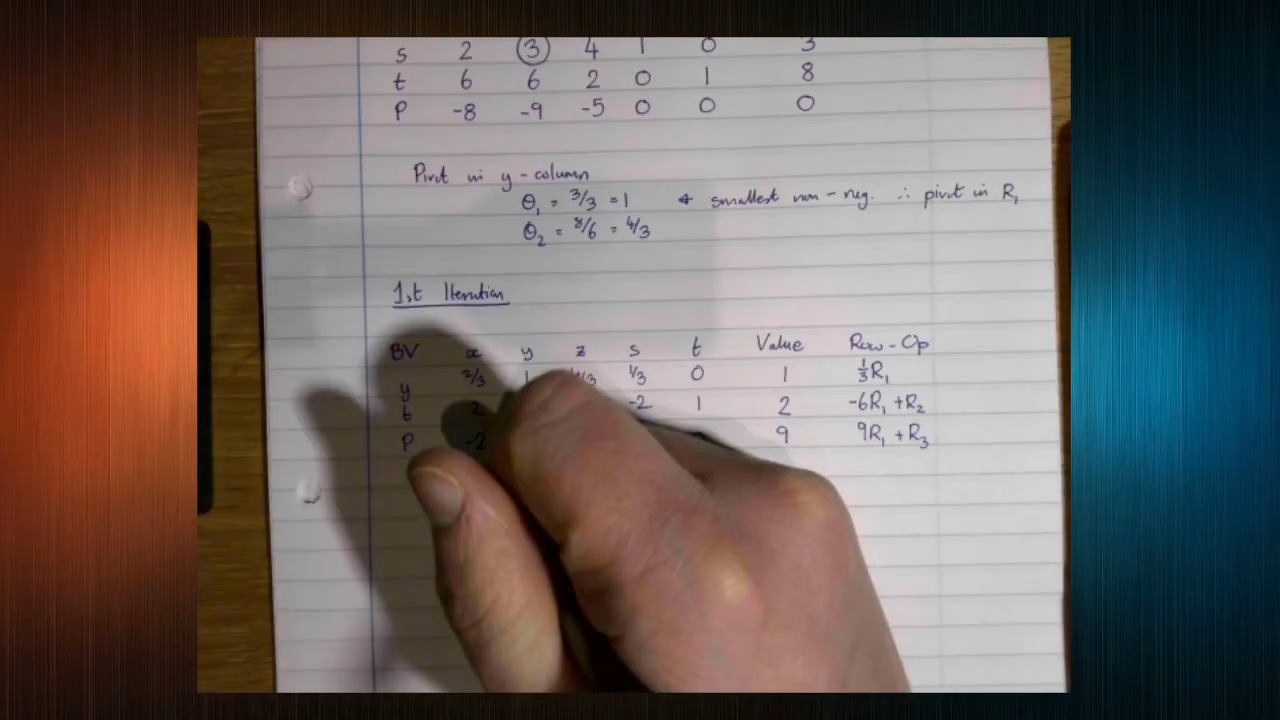 s 2 3 4 1 0 3
t 6 6 2 0 1 8
P -8 -9 -5 0 0 0
Pivot in y-column
θ₁ = 3/3 = 1 ← smallest non-neg. ∴ pivot in R₁
θ₂ = 8/6 = 4/3
1st Iteration
BV x y z s t Value Row-Op
y 2/3 1 4/3 1/3 0 1 1/3 R₁
t 2 -2 1 2 -6R₁ +R₂
P -2 9 9R₁ +R₃